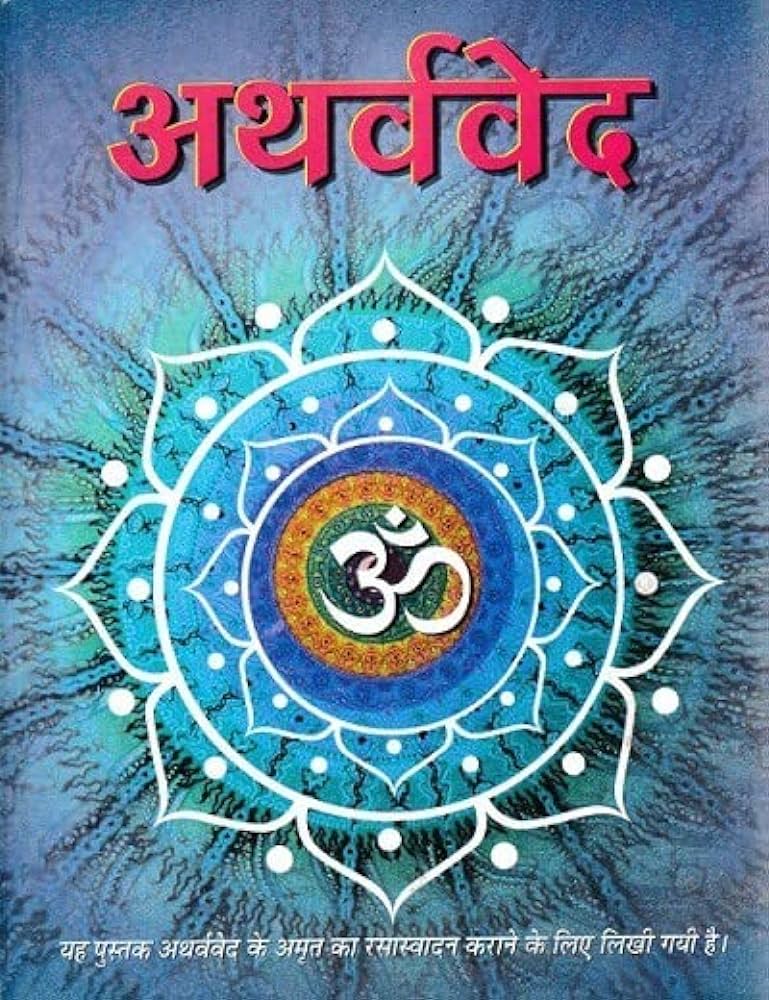 अथर्ववेद
ॐ
यह पुस्तक अथर्ववेद के अमृत का रसास्वादन कराने के लिए लिखी गयी है।